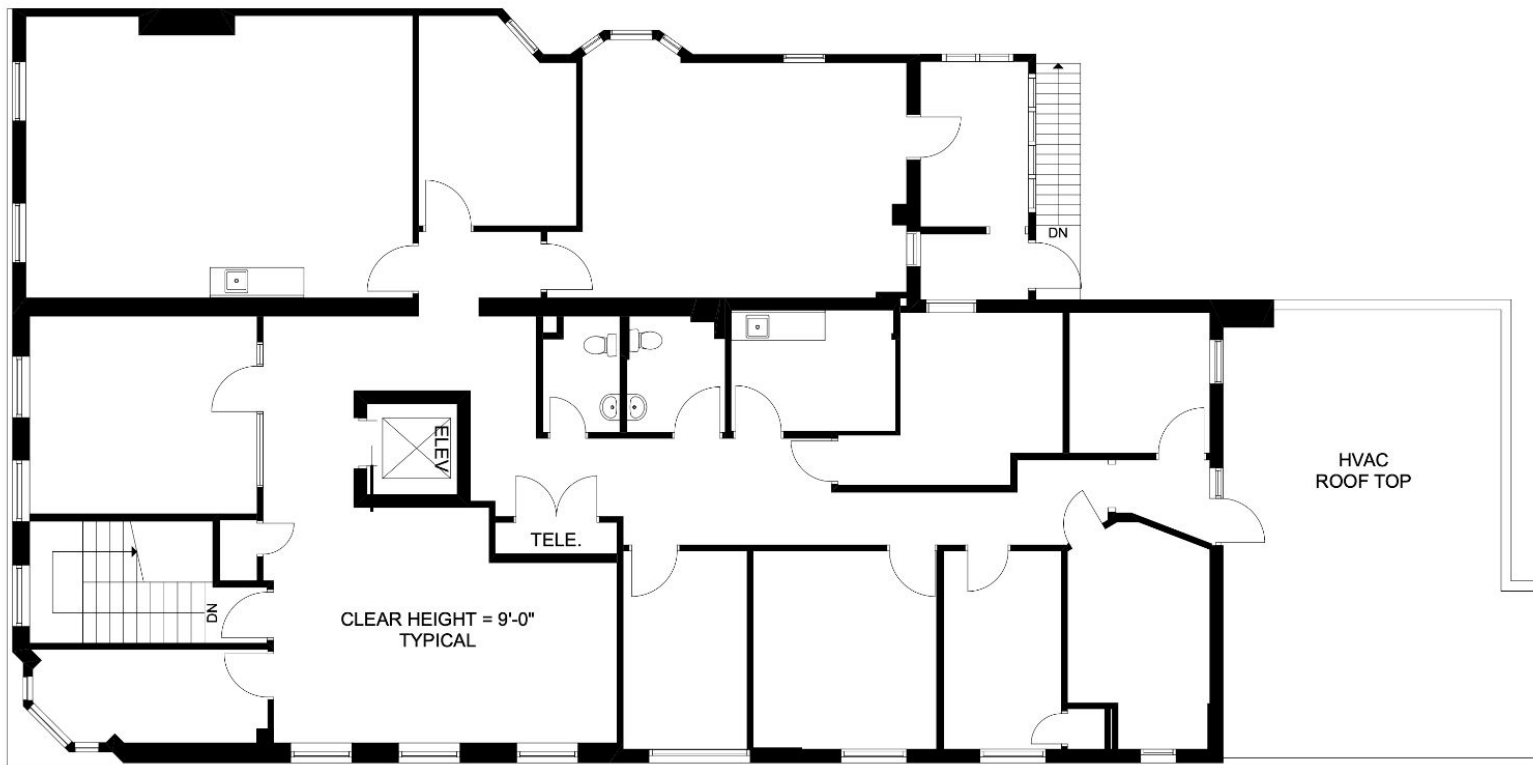 DN
ELEV
HVAC
ROOF TOP
TELE.
DN
CLEAR HEIGHT = 9'-0"
TYPICAL